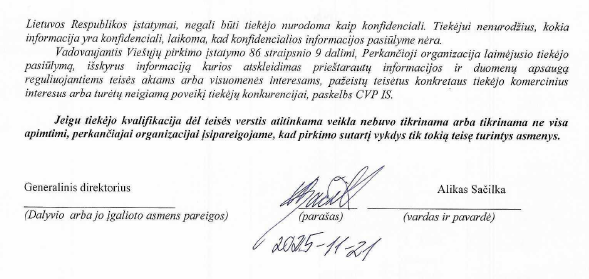 Lietuvos Respulikos įstatymai, negali būti tiekėjo nurodoma kaip konfidenciali. Tiekėjui nenurodžius, kokia
informacija yra konfidenciali, laikoma, kad konfidencialios informacijos pasiūlyme nėra.
Vadovaujantis Viešųjų pirkimo įstatymo 86 straipsnio 9 dalimi, Perkančioji organizacija laimėjusio tiekėjo
pasiūlymą, išskyrus informaciją kurios atskleidimas prieštarautų informacijos ir duomenų apsaugą
reguliuojantiems teisės aktams arba visuomenės interesams, pažeistų teisėtus konkretaus tiekėjo komercinius
interesus arba turėtų neigiamą poveikį tiekėjų konkurencijai, paskelbs CVP IS.
Jeigu tiekėjo kvalifikacija dėl teisės verstis atitinkama veikla nebuvo tikrinama arba tikrinama ne visa
apimtimi, perkančiajai organizacijai įsipareigojame, kad pirkimo sutartį vykdys tik tokią teisę turintys asmenys.
Generalinis direktorius Alikas Sačilka
(Dalyvio arba jo įgalioto asmens pareigos) (parašas) (vardas ir pavardė)
2025-11-21